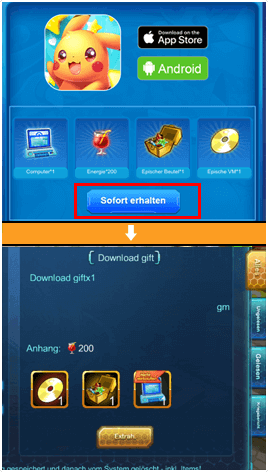 Download on the
App Store
Android
Computer*1
Energie*200
Epischer Beutel*1
Epische VM*1
Sofort erhalten
Download gift
Download giftx1
gm
Anhang: 200
1
1
1
Extrah.
gespeichert und danach vom System gelöscht - inkl. Items!
Alle
Ungelesen
Gelesen